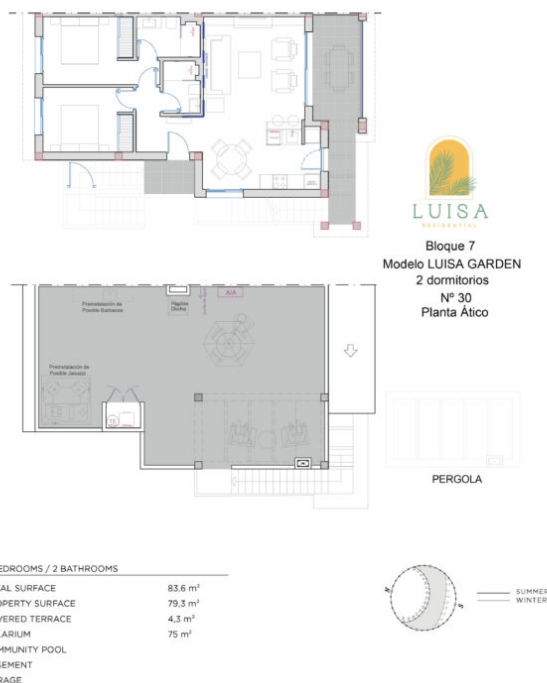 LUISA
RESIDENTIAL
Bloque 7
Modelo LUISA GARDEN
2 dormitorios
Nº 30
Planta Ático
Preinstalación de
Posible Barbacoa
Pequeña
Ducha
A/A
Preinstalación de
Posible Jacuzzi
PERGOLA
EDROOMS / 2 BATHROOMS
AL SURFACE 83,6 m²
OPERTY SURFACE 79,3 m²
VERED TERRACE 4,3 m²
LARIUM 75 m²
MMUNITY POOL
SEMENT
RAGE
N
S
SUMMER
WINTER